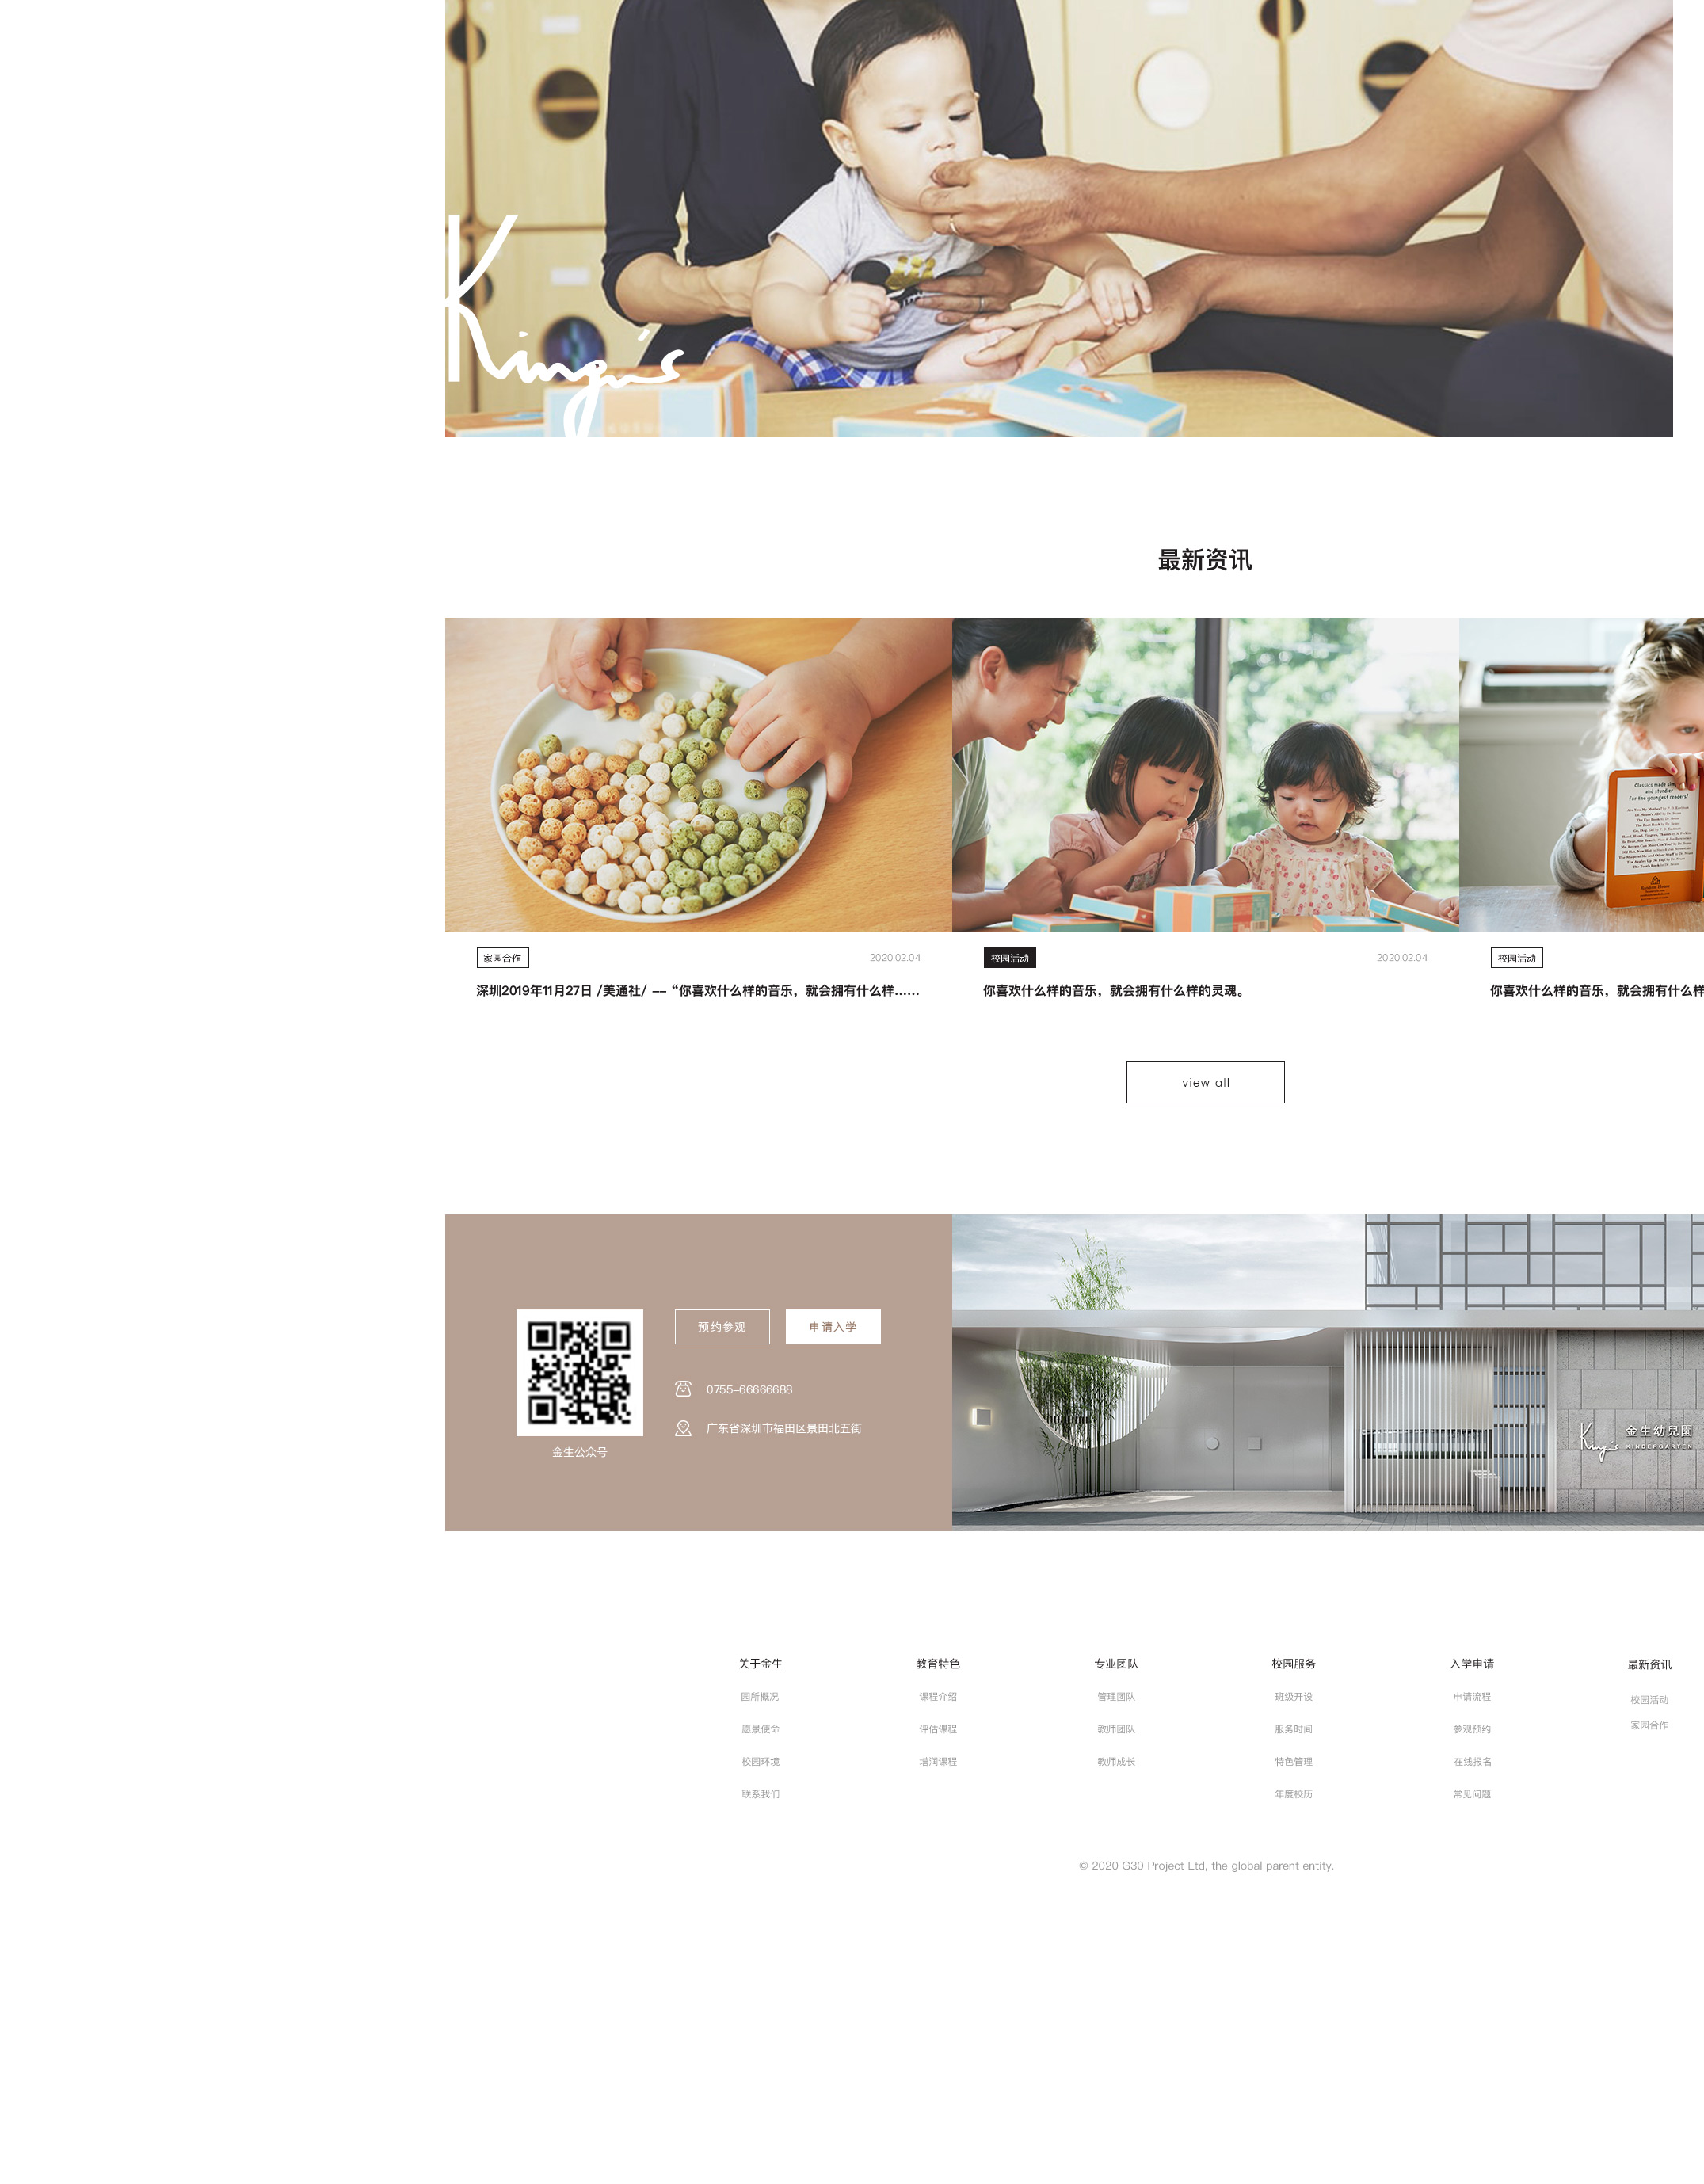 King's
最新资讯
Classics made sim
and sturdier
For the youngest readers!
家园合作
2020.02.04
深圳2019年11月27日 /美通社/ --“你喜欢什么样的音乐，就会拥有什么样......
校园活动
2020.02.04
你喜欢什么样的音乐，就会拥有什么样的灵魂。
校园活动
你喜欢什么样的音乐，就会拥有什么样
view all
预约参观
申请入学
0755-66666688
广东省深圳市福田区景田北五街
金生公众号
King's
金生幼兒園
KINDERGARTEN
关于金生
园所概况
愿景使命
校园环境
联系我们
教育特色
课程介绍
评估课程
增润课程
专业团队
管理团队
教师团队
教师成长
校园服务
班级开设
服务时间
特色管理
年度校历
入学申请
申请流程
参观预约
在线报名
常见问题
最新资讯
校园活动
家园合作
© 2020 G30 Project Ltd, the global parent entity.